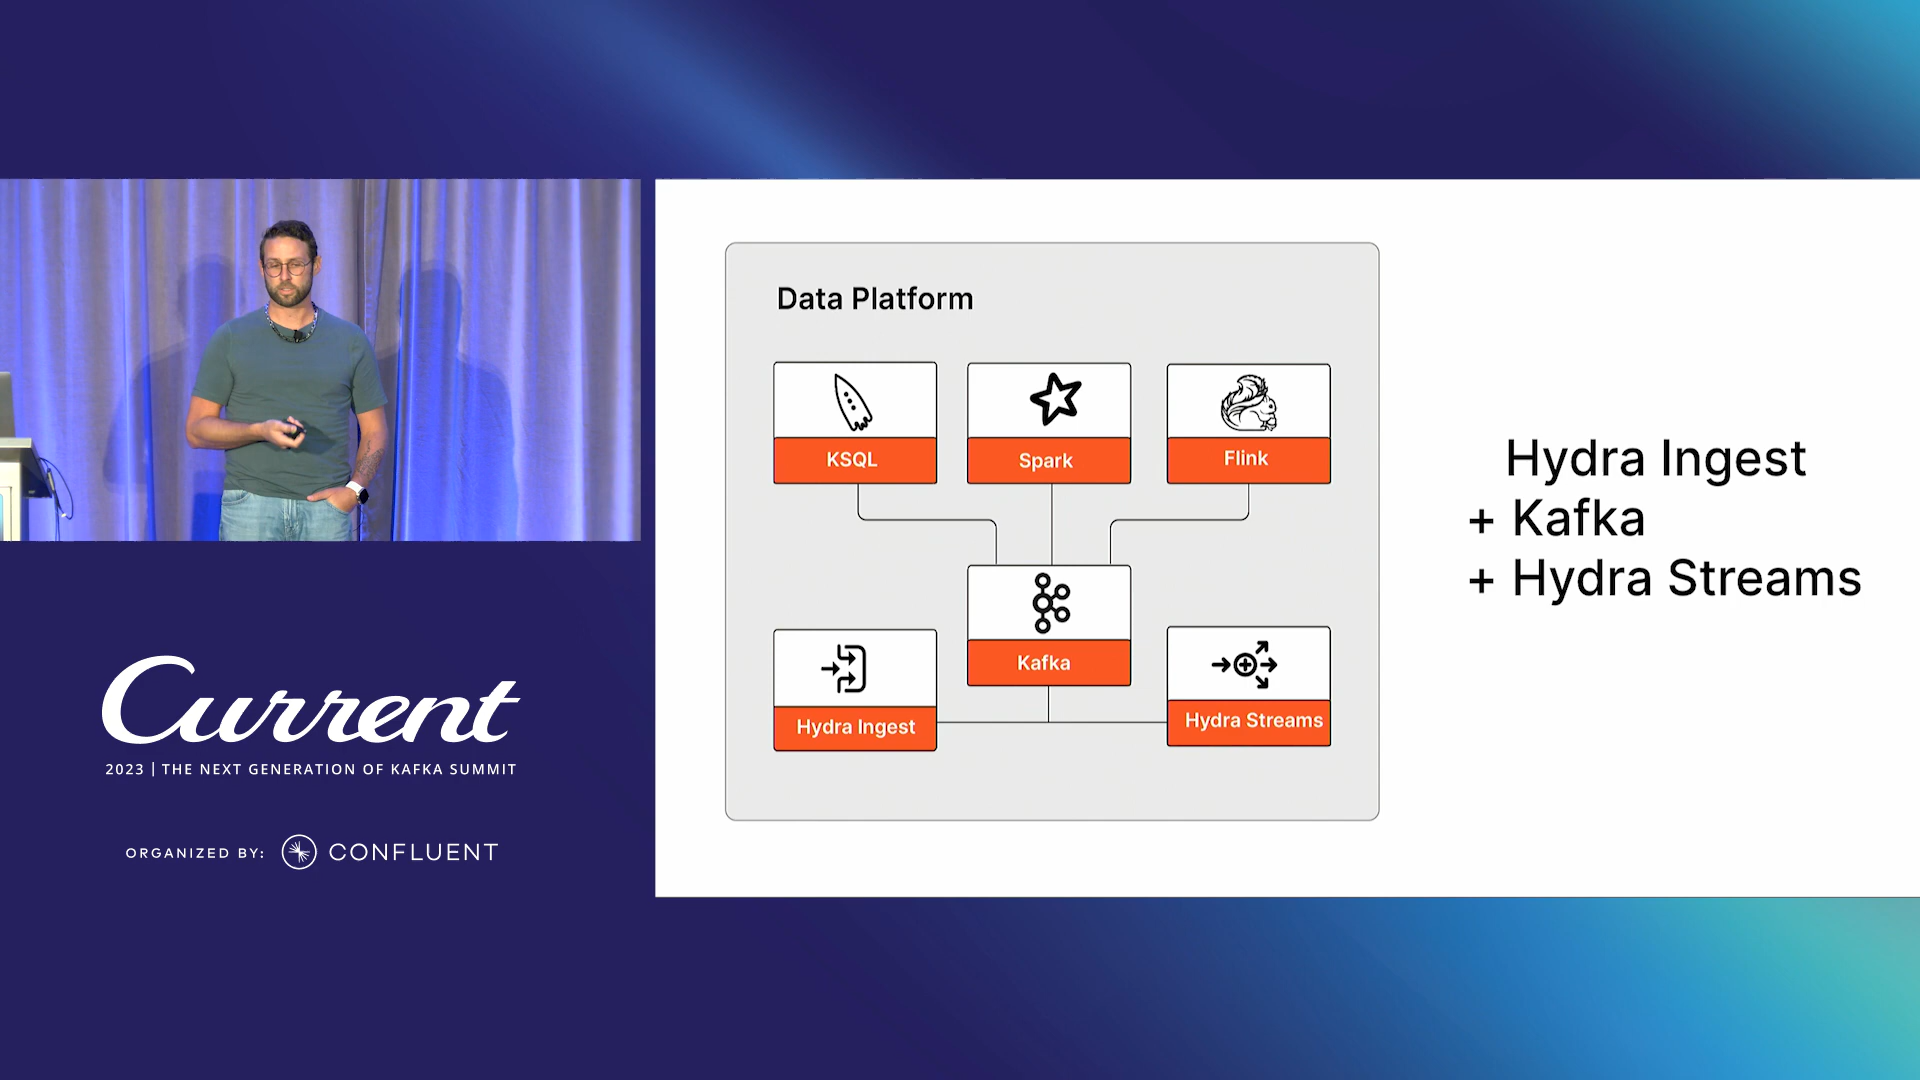 Data Platform
KSQL
Spark
Flink
Kafka
Hydra Ingest
Hydra Streams
Hydra Ingest
+ Kafka
+ Hydra Streams
Current
2023 | THE NEXT GENERATION OF KAFKA SUMMIT
ORGANIZED BY: CONFLUENT